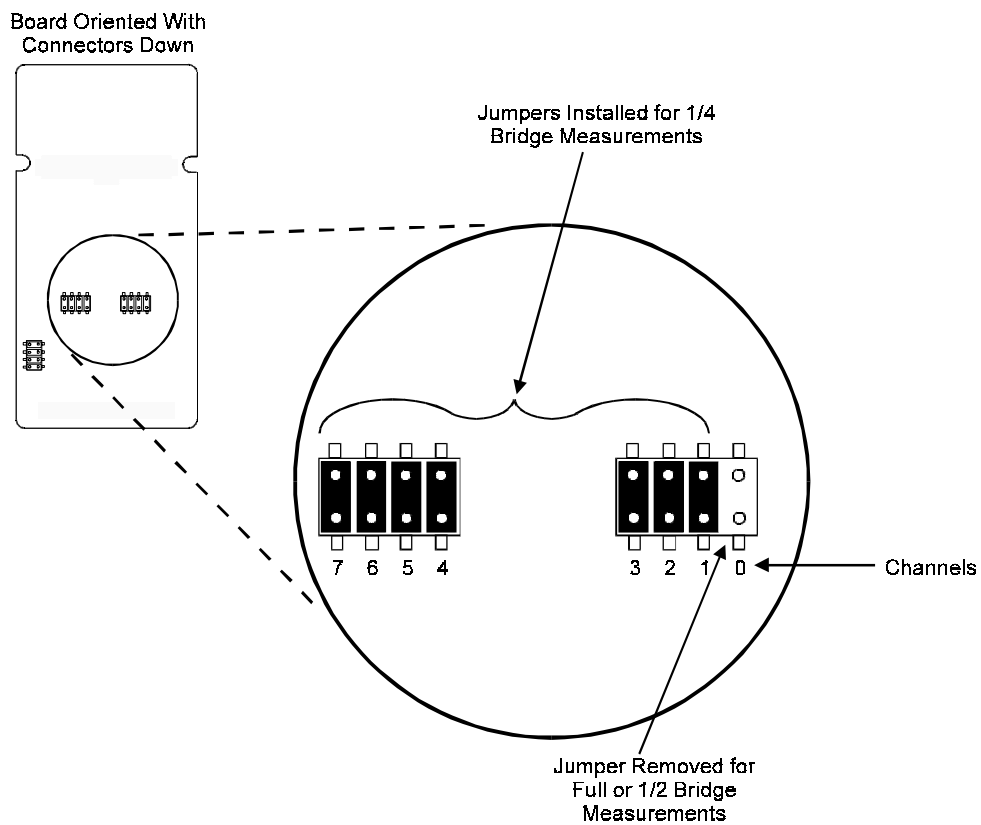 Board Oriented With
Connectors Down
Jumpers Installed for 1/4
Bridge Measurements
7 6 5 4 3 2 1 0
Channels
Jumper Removed for
Full or 1/2 Bridge
Measurements